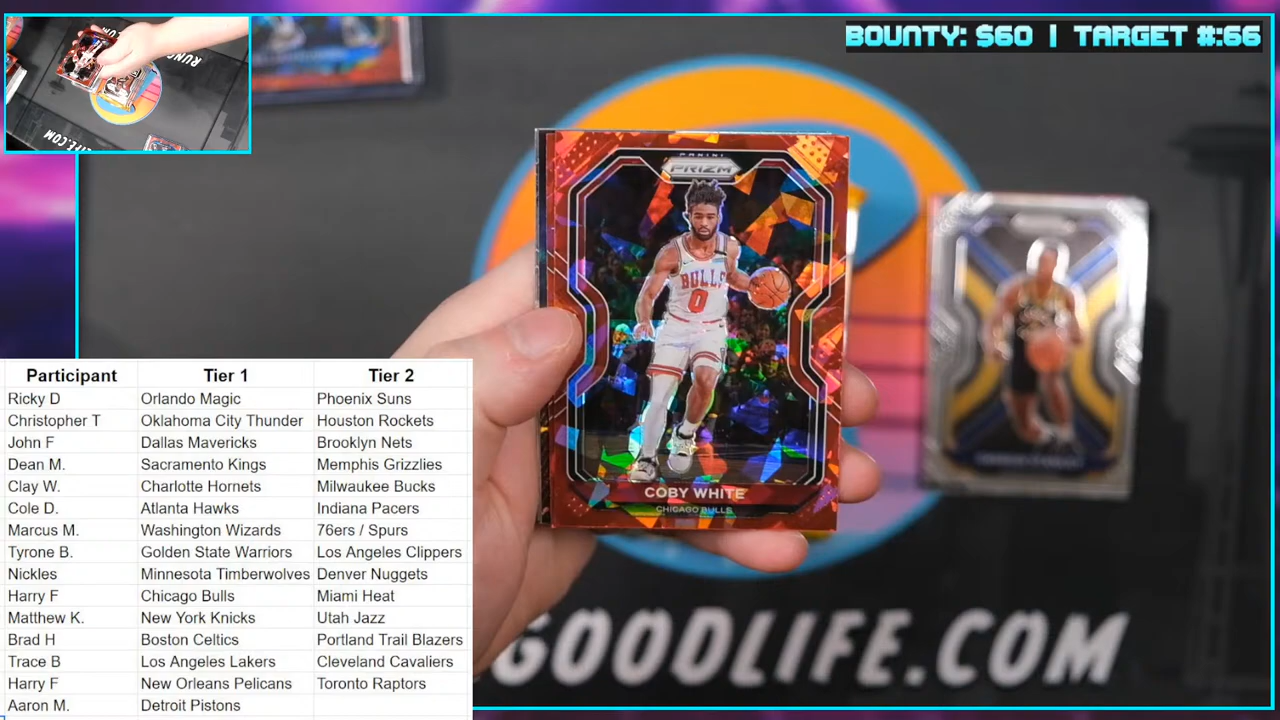 BOUNTY: $60 | TARGET #:66
RUNG
LIFE.COM
PANINI
PRIZM
BULLS
0
COBY WHITE
CHICAGO BULLS
GOODLIFE.COM
Participant Tier 1 Tier 2
Ricky D Orlando Magic Phoenix Suns
Christopher T Oklahoma City Thunder Houston Rockets
John F Dallas Mavericks Brooklyn Nets
Dean M. Sacramento Kings Memphis Grizzlies
Clay W. Charlotte Hornets Milwaukee Bucks
Cole D. Atlanta Hawks Indiana Pacers
Marcus M. Washington Wizards 76ers / Spurs
Tyrone B. Golden State Warriors Los Angeles Clippers
Nickles Minnesota Timberwolves Denver Nuggets
Harry F Chicago Bulls Miami Heat
Matthew K. New York Knicks Utah Jazz
Brad H Boston Celtics Portland Trail Blazers
Trace B Los Angeles Lakers Cleveland Cavaliers
Harry F New Orleans Pelicans Toronto Raptors
Aaron M. Detroit Pistons